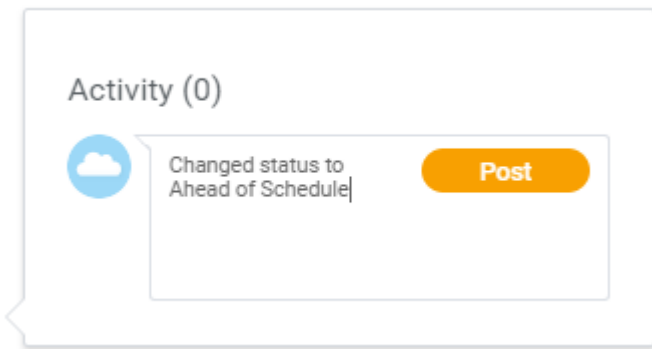 Activity (0)
Changed status to
Ahead of Schedule
Post